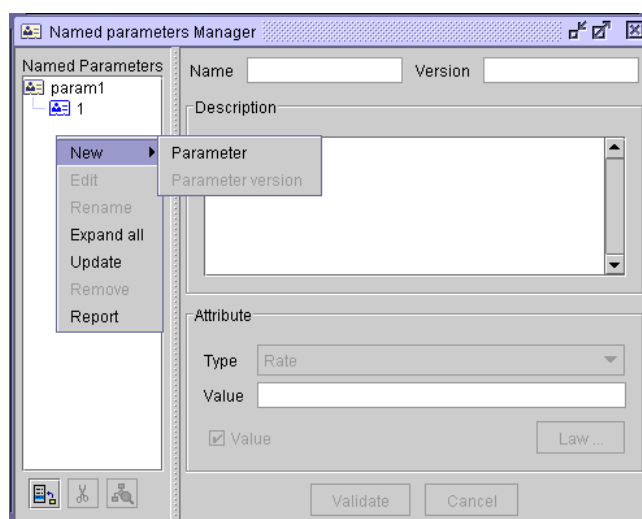 Named parameters Manager
Named Parameters
param1
1
New
Edit
Rename
Expand all
Update
Remove
Report
Parameter
Parameter version
Name
Version
Description
Attribute
Type Rate
Value
Value
Law ...
Validate
Cancel